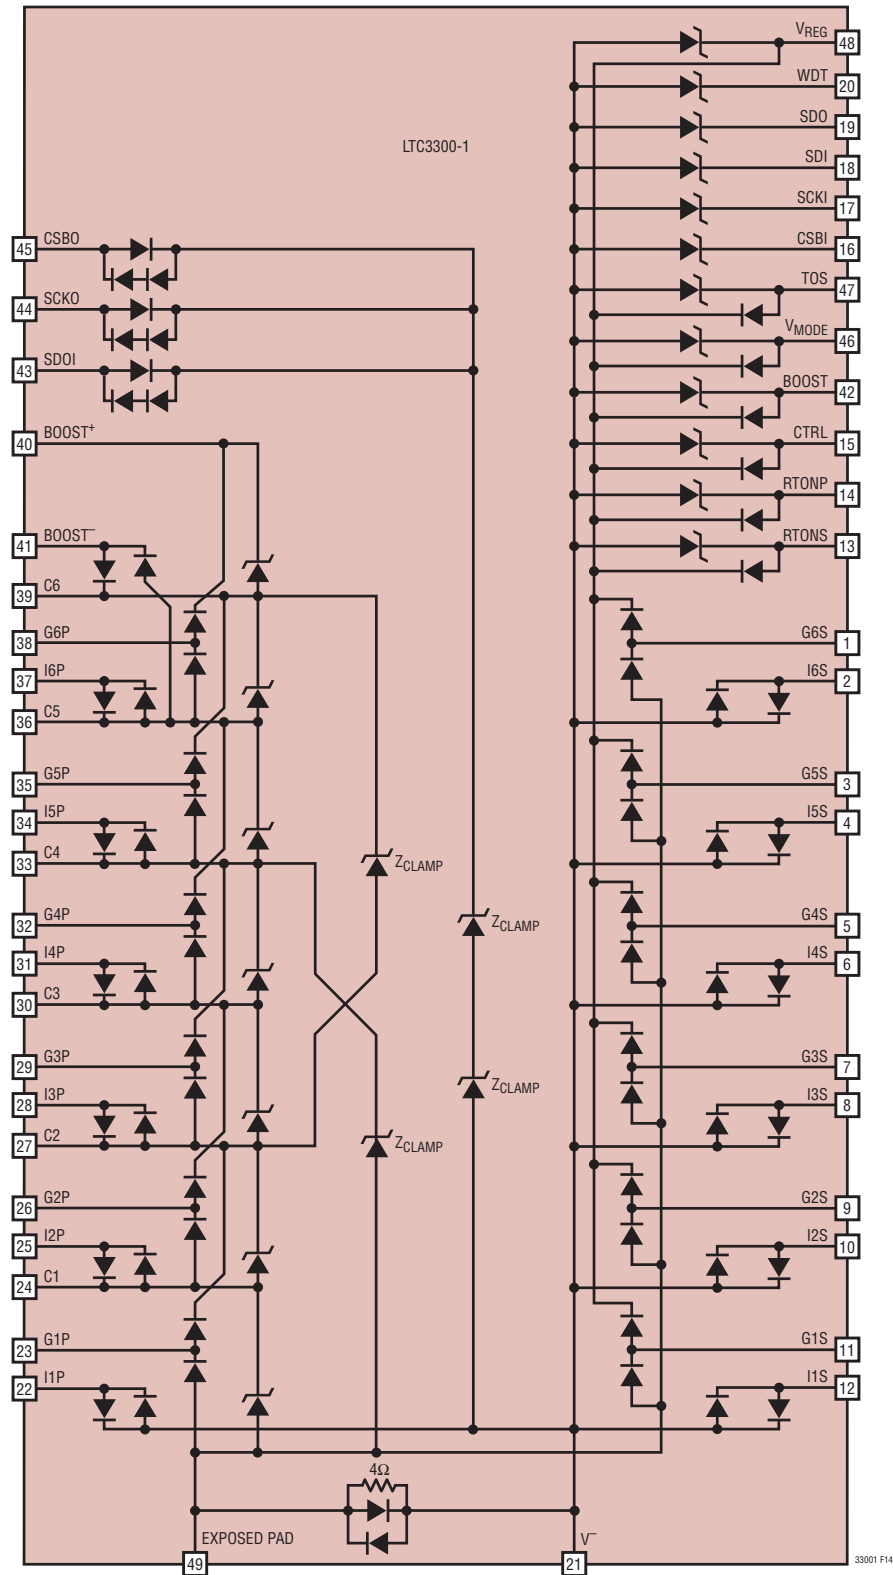 VREG
48
WDT
20
SDO
19
LTC3300-1
SDI
18
SCKI
17
CSBO
45
CSBI
16
TOS
47
SCKO
44
VMODE
46
SDOI
43
BOOST
42
BOOST+
40
CTRL
15
RTONP
14
BOOST–
41
RTONS
13
C6
39
G6P
38
G6S
1
I6P
37
I6S
2
C5
36
G5P
35
G5S
3
I5P
34
I5S
4
C4
33
ZCLAMP
G4P
32
ZCLAMP
G4S
5
I4P
31
I4S
6
C3
30
G3P
29
G3S
7
ZCLAMP
I3P
28
I3S
8
C2
27
ZCLAMP
G2P
26
G2S
9
I2P
25
I2S
10
C1
24
G1P
23
G1S
11
I1P
22
I1S
12
4Ω
EXPOSED PAD
49
V–
21
33001 F14